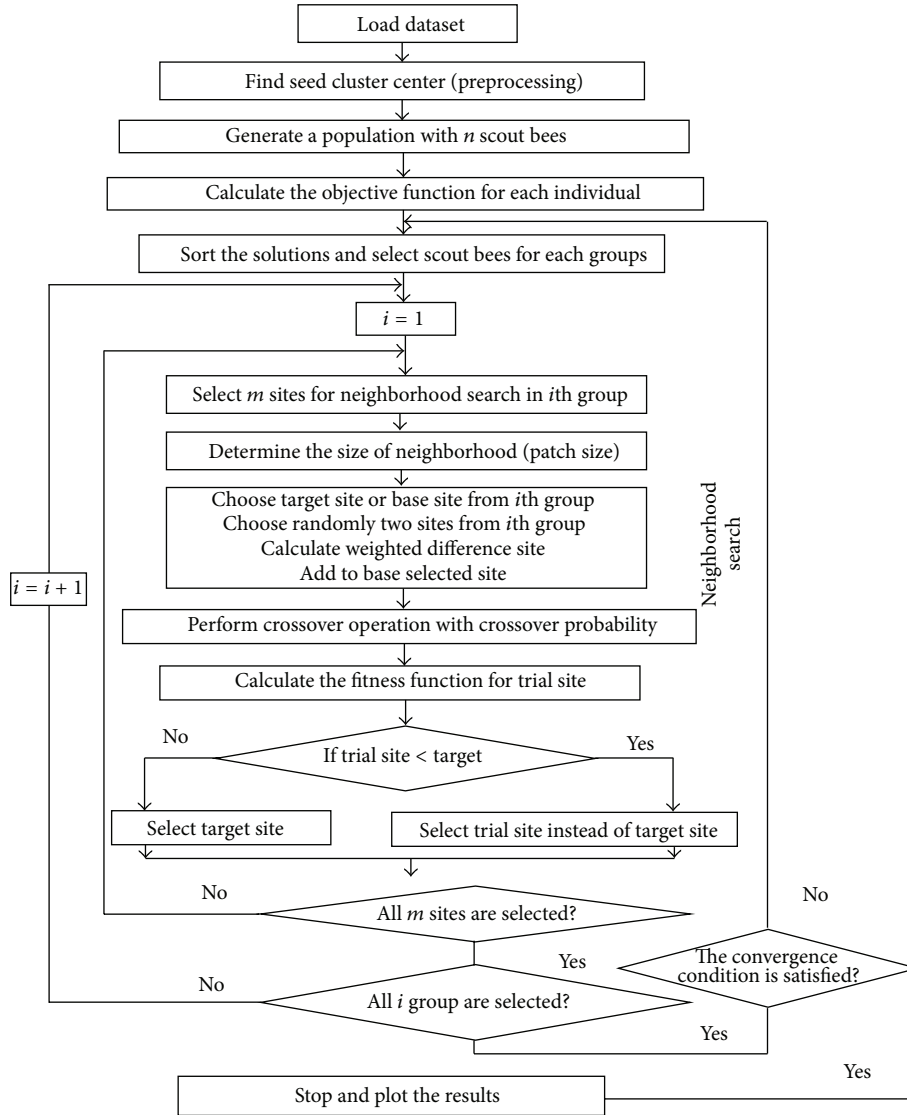 Load dataset
Find seed cluster center (preprocessing)
Generate a population with n scout bees
Calculate the objective function for each individual
Sort the solutions and select scout bees for each groups
i = 1
Select m sites for neighborhood search in ith group
Determine the size of neighborhood (patch size)
Choose target site or base site from ith group
Choose randomly two sites from ith group
Calculate weighted difference site
Add to base selected site
i = i + 1
Neighborhood
search
Perform crossover operation with crossover probability
Calculate the fitness function for trial site
No
If trial site < target
Yes
Select target site
Select trial site instead of target site
No
All m sites are selected?
No
Yes
The convergence
condition is satisfied?
No
All i group are selected?
Yes
Yes
Stop and plot the results